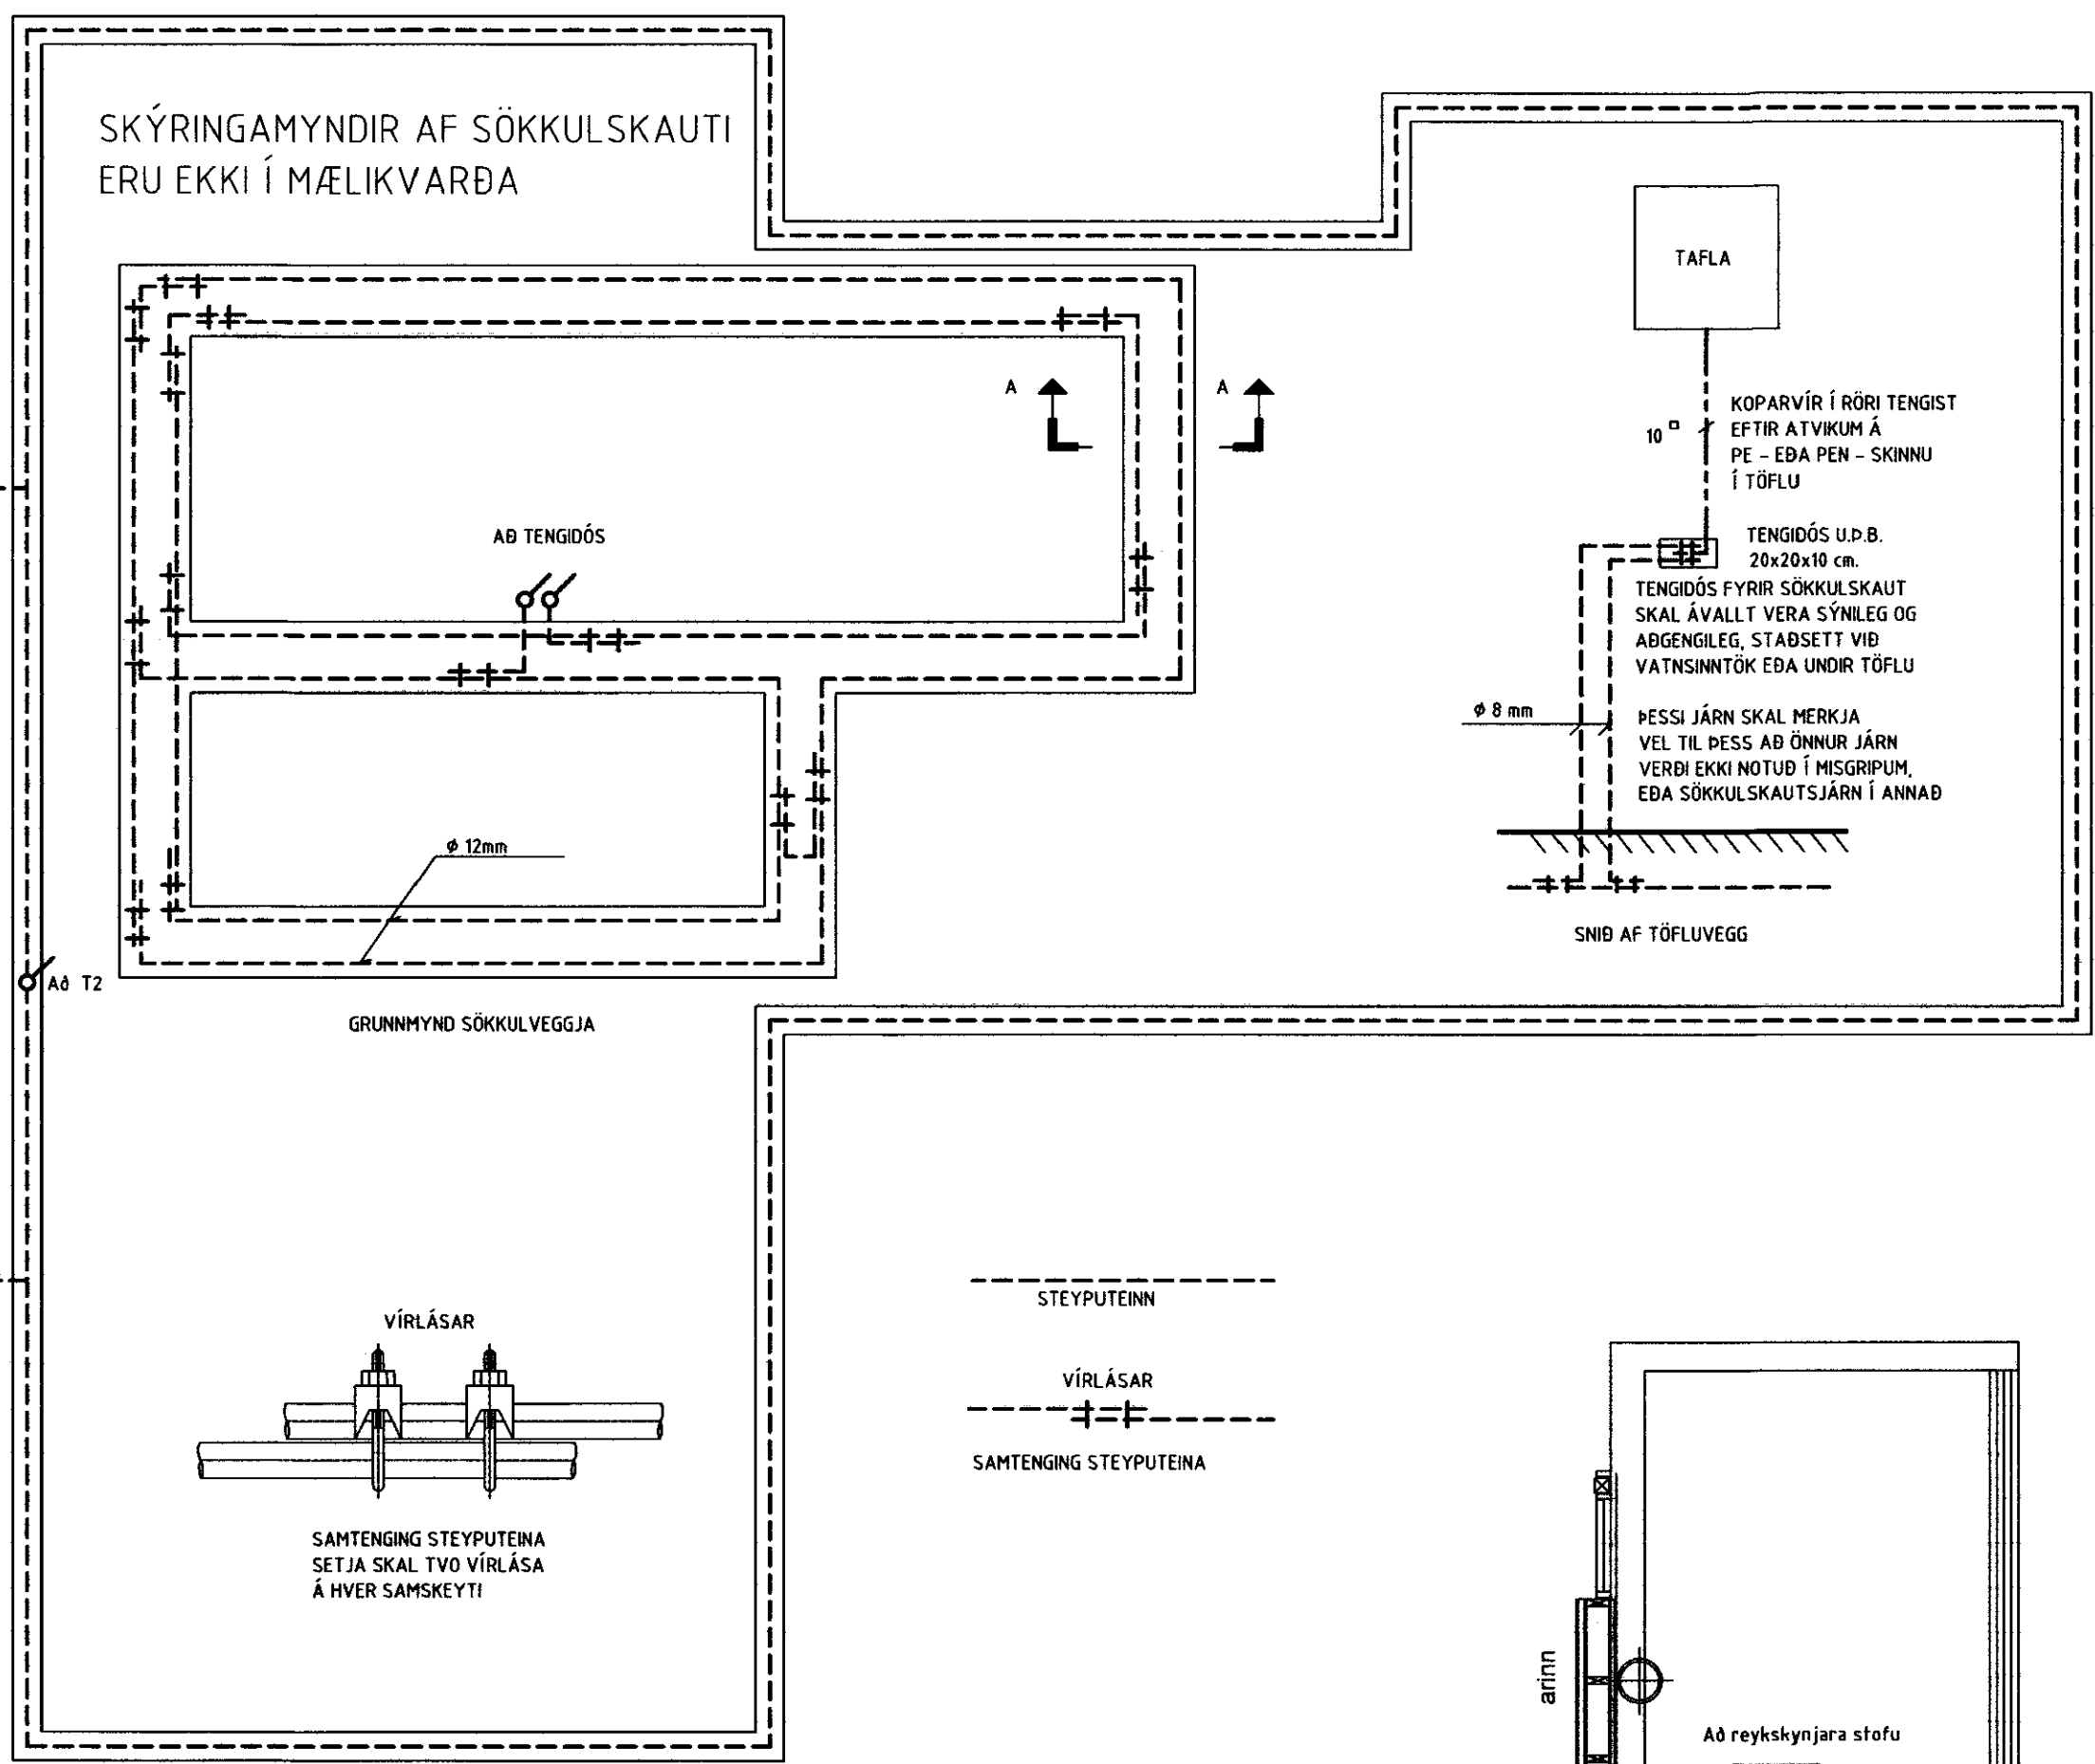 SKÝRINGAMYNDIR AF SÖKKULSKAUTI
ERU EKKI Í MÆLIKVARÐA
TAFLA
A
A
KOPARVÍR Í RÖRI TENGIST
EFTIR ATVIKUM Á
PE - EÐA PEN - SKINNU
Í TÖFLU
10 □
AÐ TENGIDÓS
TENGIDÓS U.Þ.B.
20x20x10 cm.
TENGIDÓS FYRIR SÖKKULSKAUT
SKAL ÁVALLT VERA SÝNILEG OG
AÐGENGILEG, STAÐSETT VIÐ
VATNSINNTÖK EÐA UNDIR TÖFLU
ϕ 8 mm
ÞESSI JÁRN SKAL MERKJA
VEL TIL ÞESS AÐ ÖNNUR JÁRN
VERÐI EKKI NOTUÐ Í MISGRIPUM,
EÐA SÖKKULSKAUTSJÁRN Í ANNAÐ
ϕ 12mm
SNIÐ AF TÖFLUVEGG
Að T2
GRUNNMYND SÖKKULVEGGJA
STEYPUTEINN
VÍRLÁSAR
VÍRLÁSAR
SAMTENGING STEYPUTEINA
SAMTENGING STEYPUTEINA
SETJA SKAL TVO VÍRLÁSA
Á HVER SAMSKEYTI
arinn
Að reykskynjara stofu